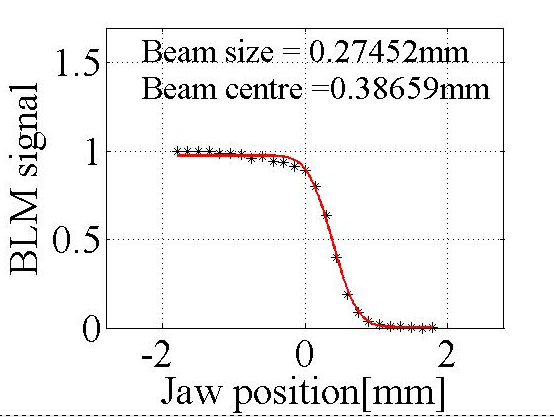 Beam size = 0.27452mm
Beam centre =0.38659mm
1.5
1
0.5
0
-2 0 2
BLM signal
Jaw position[mm]